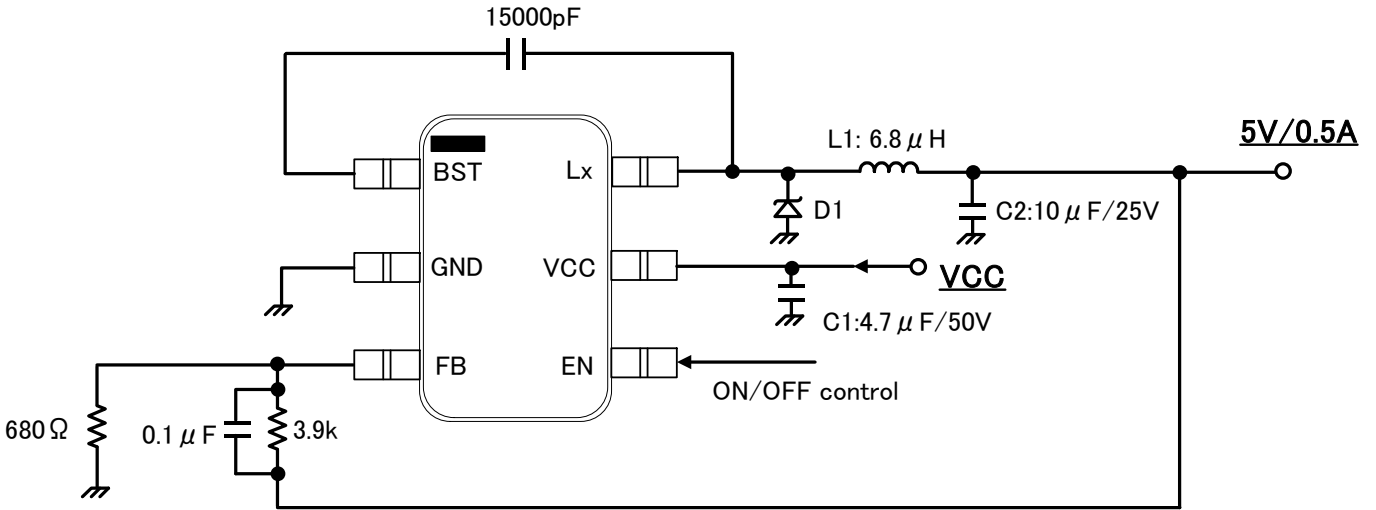 15000pF
BST
Lx
L1: 6.8μH
5V/0.5A
D1
C2:10μF/25V
GND
VCC
VCC
C1:4.7μF/50V
FB
EN
ON/OFF control
680Ω
0.1μF
3.9k